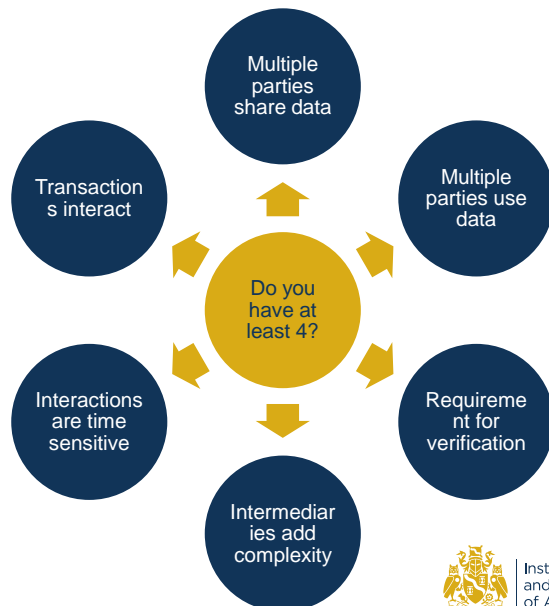 Multiple
parties
share data
Multiple
parties use
data
Requireme
nt for
verification
Intermediar
ies add
complexity
Interactions
are time
sensitive
Transaction
s interact
Do you
have at
least 4?
Inst
and
of A